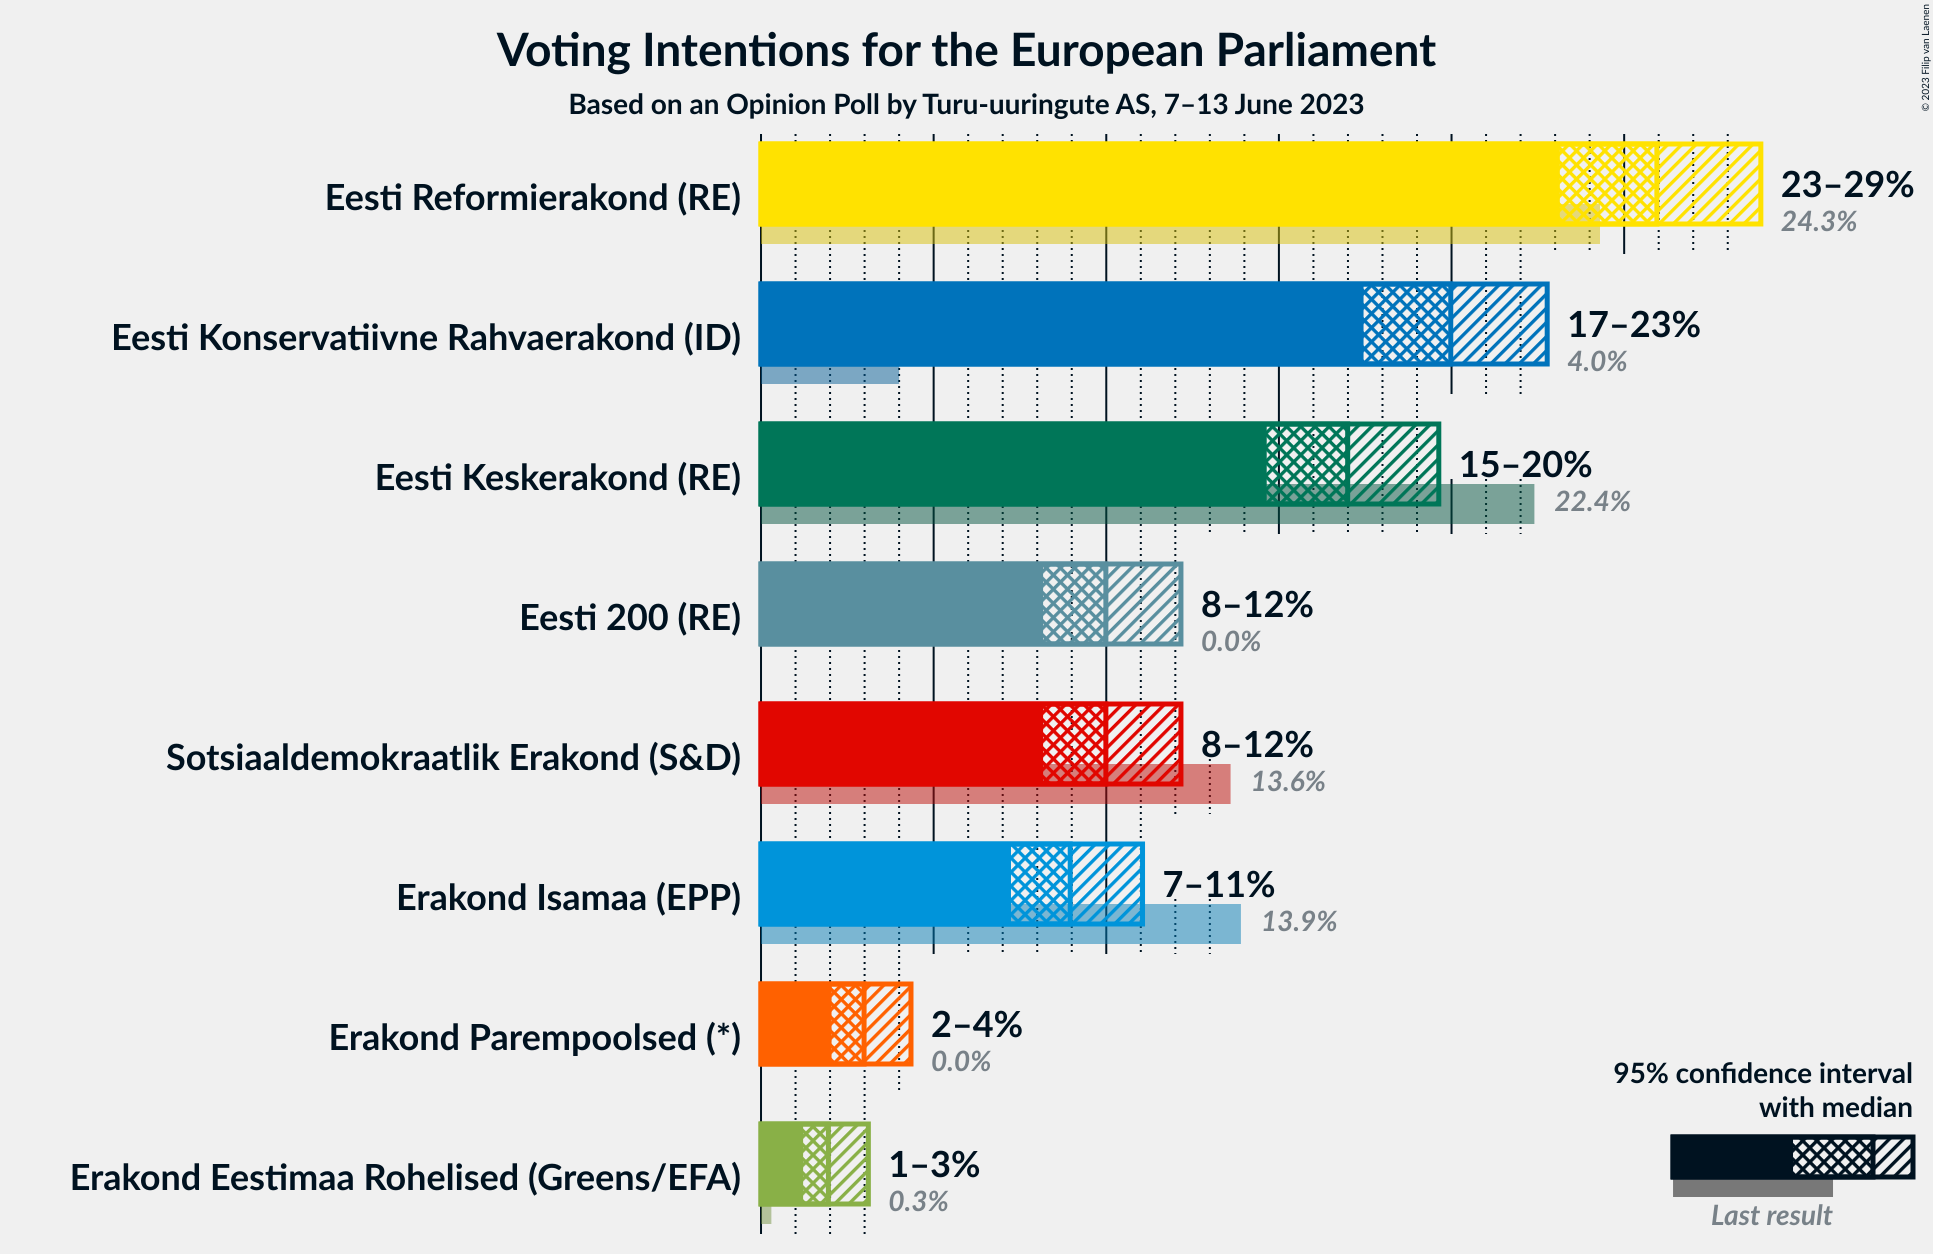 Voting Intentions for the European Parliament
Based on an Opinion Poll by Turu-uuringute AS, 7–13 June 2023
© 2023 Filip van Laenen
Eesti Reformierakond (RE)
23–29%
24.3%
Eesti Konservatiivne Rahvaerakond (ID)
17–23%
4.0%
Eesti Keskerakond (RE)
15–20%
22.4%
Eesti 200 (RE)
8–12%
0.0%
Sotsiaaldemokraatlik Erakond (S&D)
8–12%
13.6%
Erakond Isamaa (EPP)
7–11%
13.9%
Erakond Parempoolsed (*)
2–4%
0.0%
Erakond Eestimaa Rohelised (Greens/EFA)
1–3%
0.3%
95% confidence interval
with median
Last result